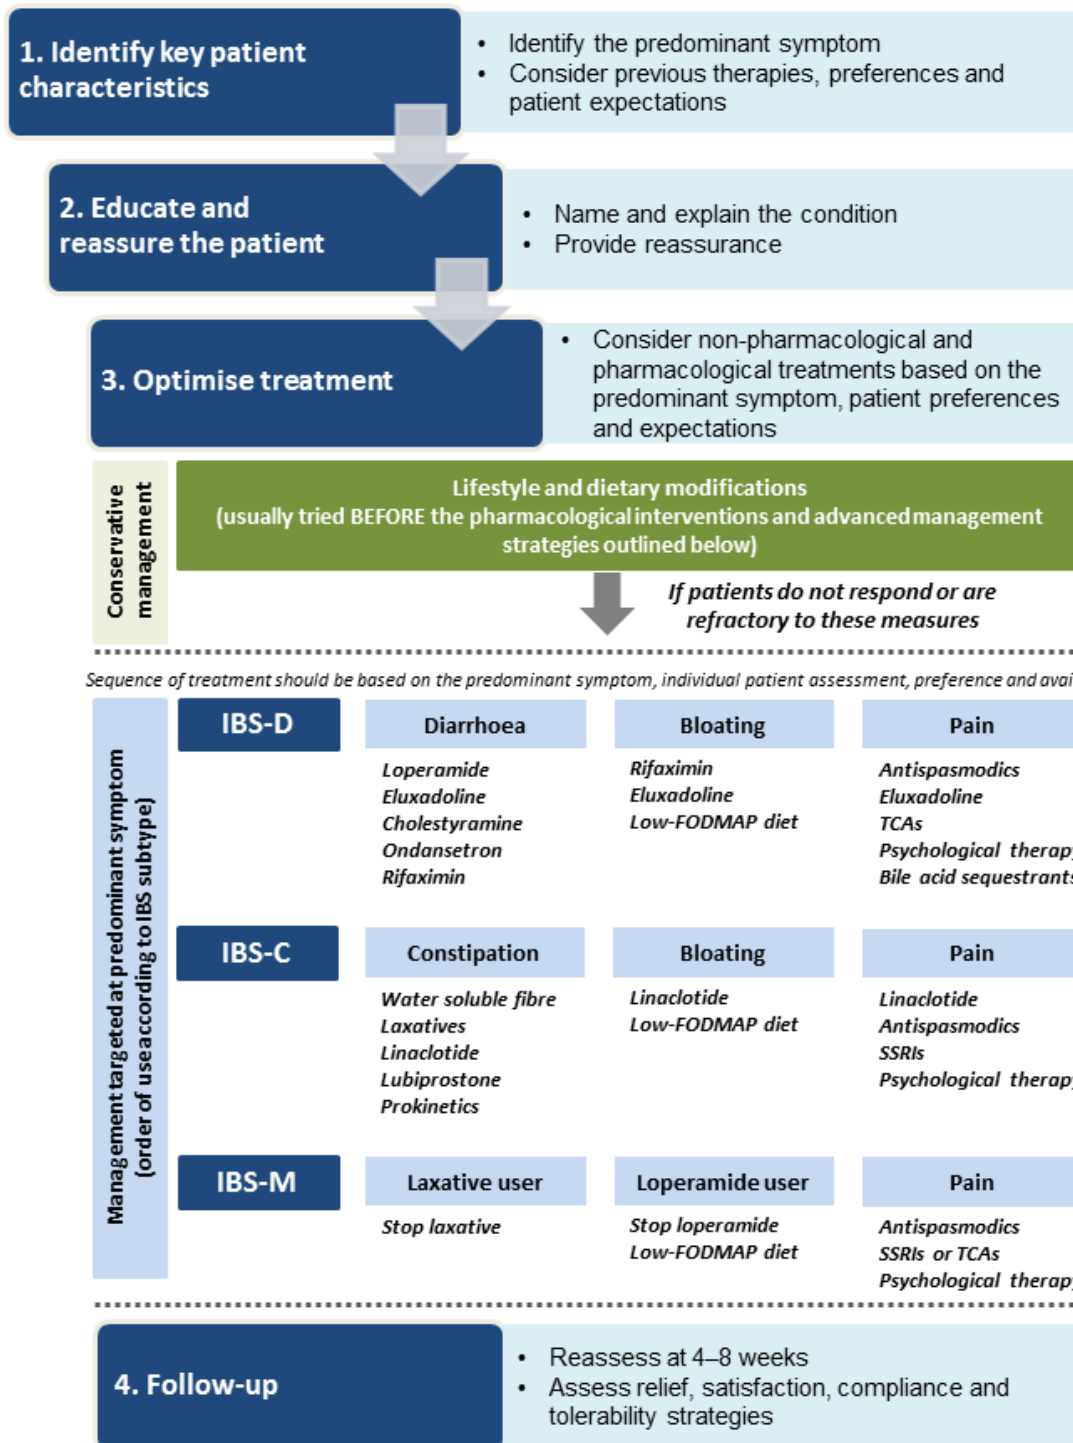 1. Identify key patient
characteristics
• Identify the predominant symptom
• Consider previous therapies, preferences and
patient expectations
2. Educate and
reassure the patient
• Name and explain the condition
• Provide reassurance
3. Optimise treatment
• Consider non-pharmacological and
pharmacological treatments based on the
predominant symptom, patient preferences
and expectations
Conservative
management
Lifestyle and dietary modifications
(usually tried BEFORE the pharmacological interventions and advanced management
strategies outlined below)
If patients do not respond or are
refractory to these measures
Sequence of treatment should be based on the predominant symptom, individual patient assessment, preference and
Management targeted at predominant symptom
(order of use according to IBS subtype)
IBS-D
Diarrhoea
Loperamide
Eluxadoline
Cholestyramine
Ondansetron
Rifaximin
Bloating
Rifaximin
Eluxadoline
Low-FODMAP diet
Pain
Antispasmodics
Eluxadoline
TCAs
Psychological therapy
Bile acid sequestrants
IBS-C
Constipation
Water soluble fibre
Laxatives
Linaclotide
Lubiprostone
Prokinetics
Bloating
Linaclotide
Low-FODMAP diet
Pain
Linaclotide
Antispasmodics
SSRIs
Psychological therapy
IBS-M
Laxative user
Stop laxative
Loperamide user
Stop loperamide
Low-FODMAP diet
Pain
Antispasmodics
SSRIs or TCAs
Psychological therapy
4. Follow-up
• Reassess at 4–8 weeks
• Assess relief, satisfaction, compliance and
tolerability strategies